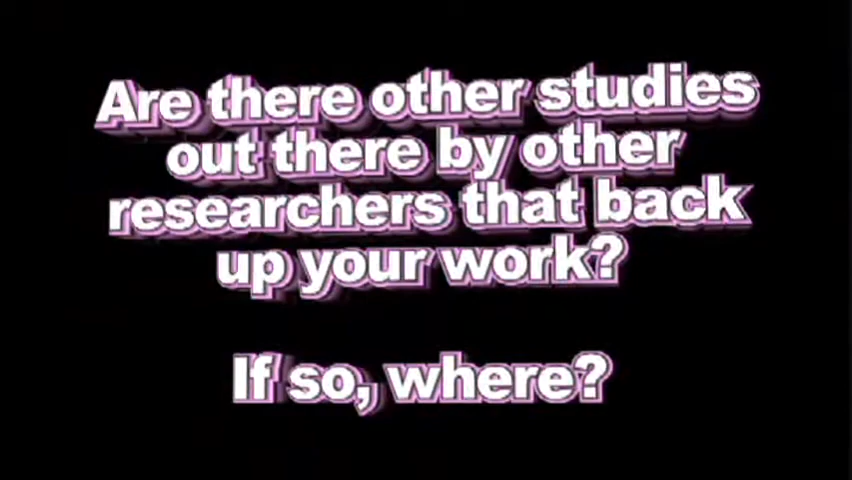 Are there other studies
out there by other
researchers that back
up your work?
If so, where?